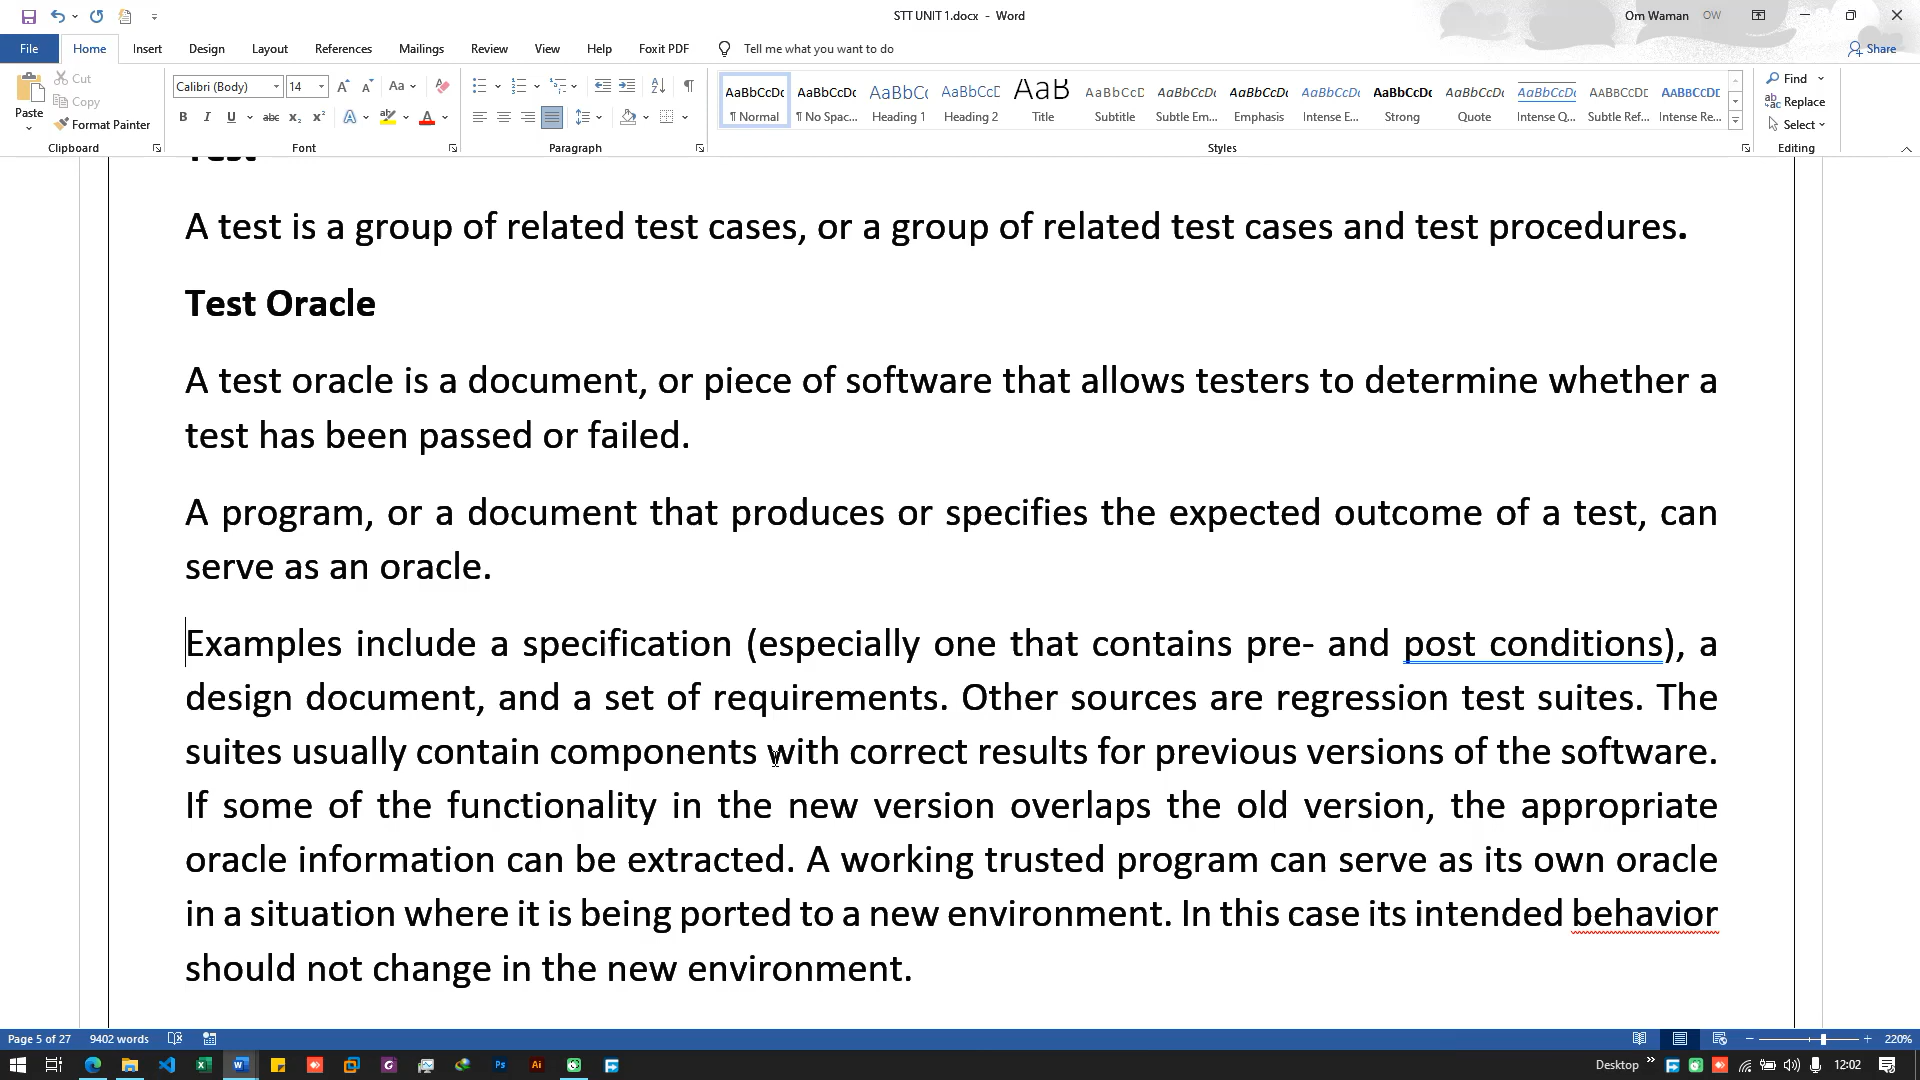 STT UNIT 1.docx - Word
Om Waman OW
File Home Insert Design Layout References Mailings Review View Help Foxit PDF Tell me what you want to do Share
Paste
Cut
Copy
Format Painter
Clipboard
Calibri (Body) 14
Font
Paragraph
AaBbCcDc AaBbCcDc AaBbC AaBbCcD AaB AaBbCcD AaBbCcDc AaBbCcDc AaBbCcDc AaBbCcDc AaBbCcDc AaBbCcDc AABBCCDE AABBCCDE
¶ Normal ¶ No Spac... Heading 1 Heading 2 Title Subtitle Subtle Em... Emphasis Intense E... Strong Quote Intense Q... Subtle Ref... Intense Re...
Styles
Find
Replace
Select
Editing
Test
A test is a group of related test cases, or a group of related test cases and test procedures.
Test Oracle
A test oracle is a document, or piece of software that allows testers to determine whether a
test has been passed or failed.
A program, or a document that produces or specifies the expected outcome of a test, can
serve as an oracle.
Examples include a specification (especially one that contains pre- and post conditions), a
design document, and a set of requirements. Other sources are regression test suites. The
suites usually contain components with correct results for previous versions of the software.
If some of the functionality in the new version overlaps the old version, the appropriate
oracle information can be extracted. A working trusted program can serve as its own oracle
in a situation where it is being ported to a new environment. In this case its intended behavior
should not change in the new environment.
Page 5 of 27 9402 words 220%
Desktop 12:02